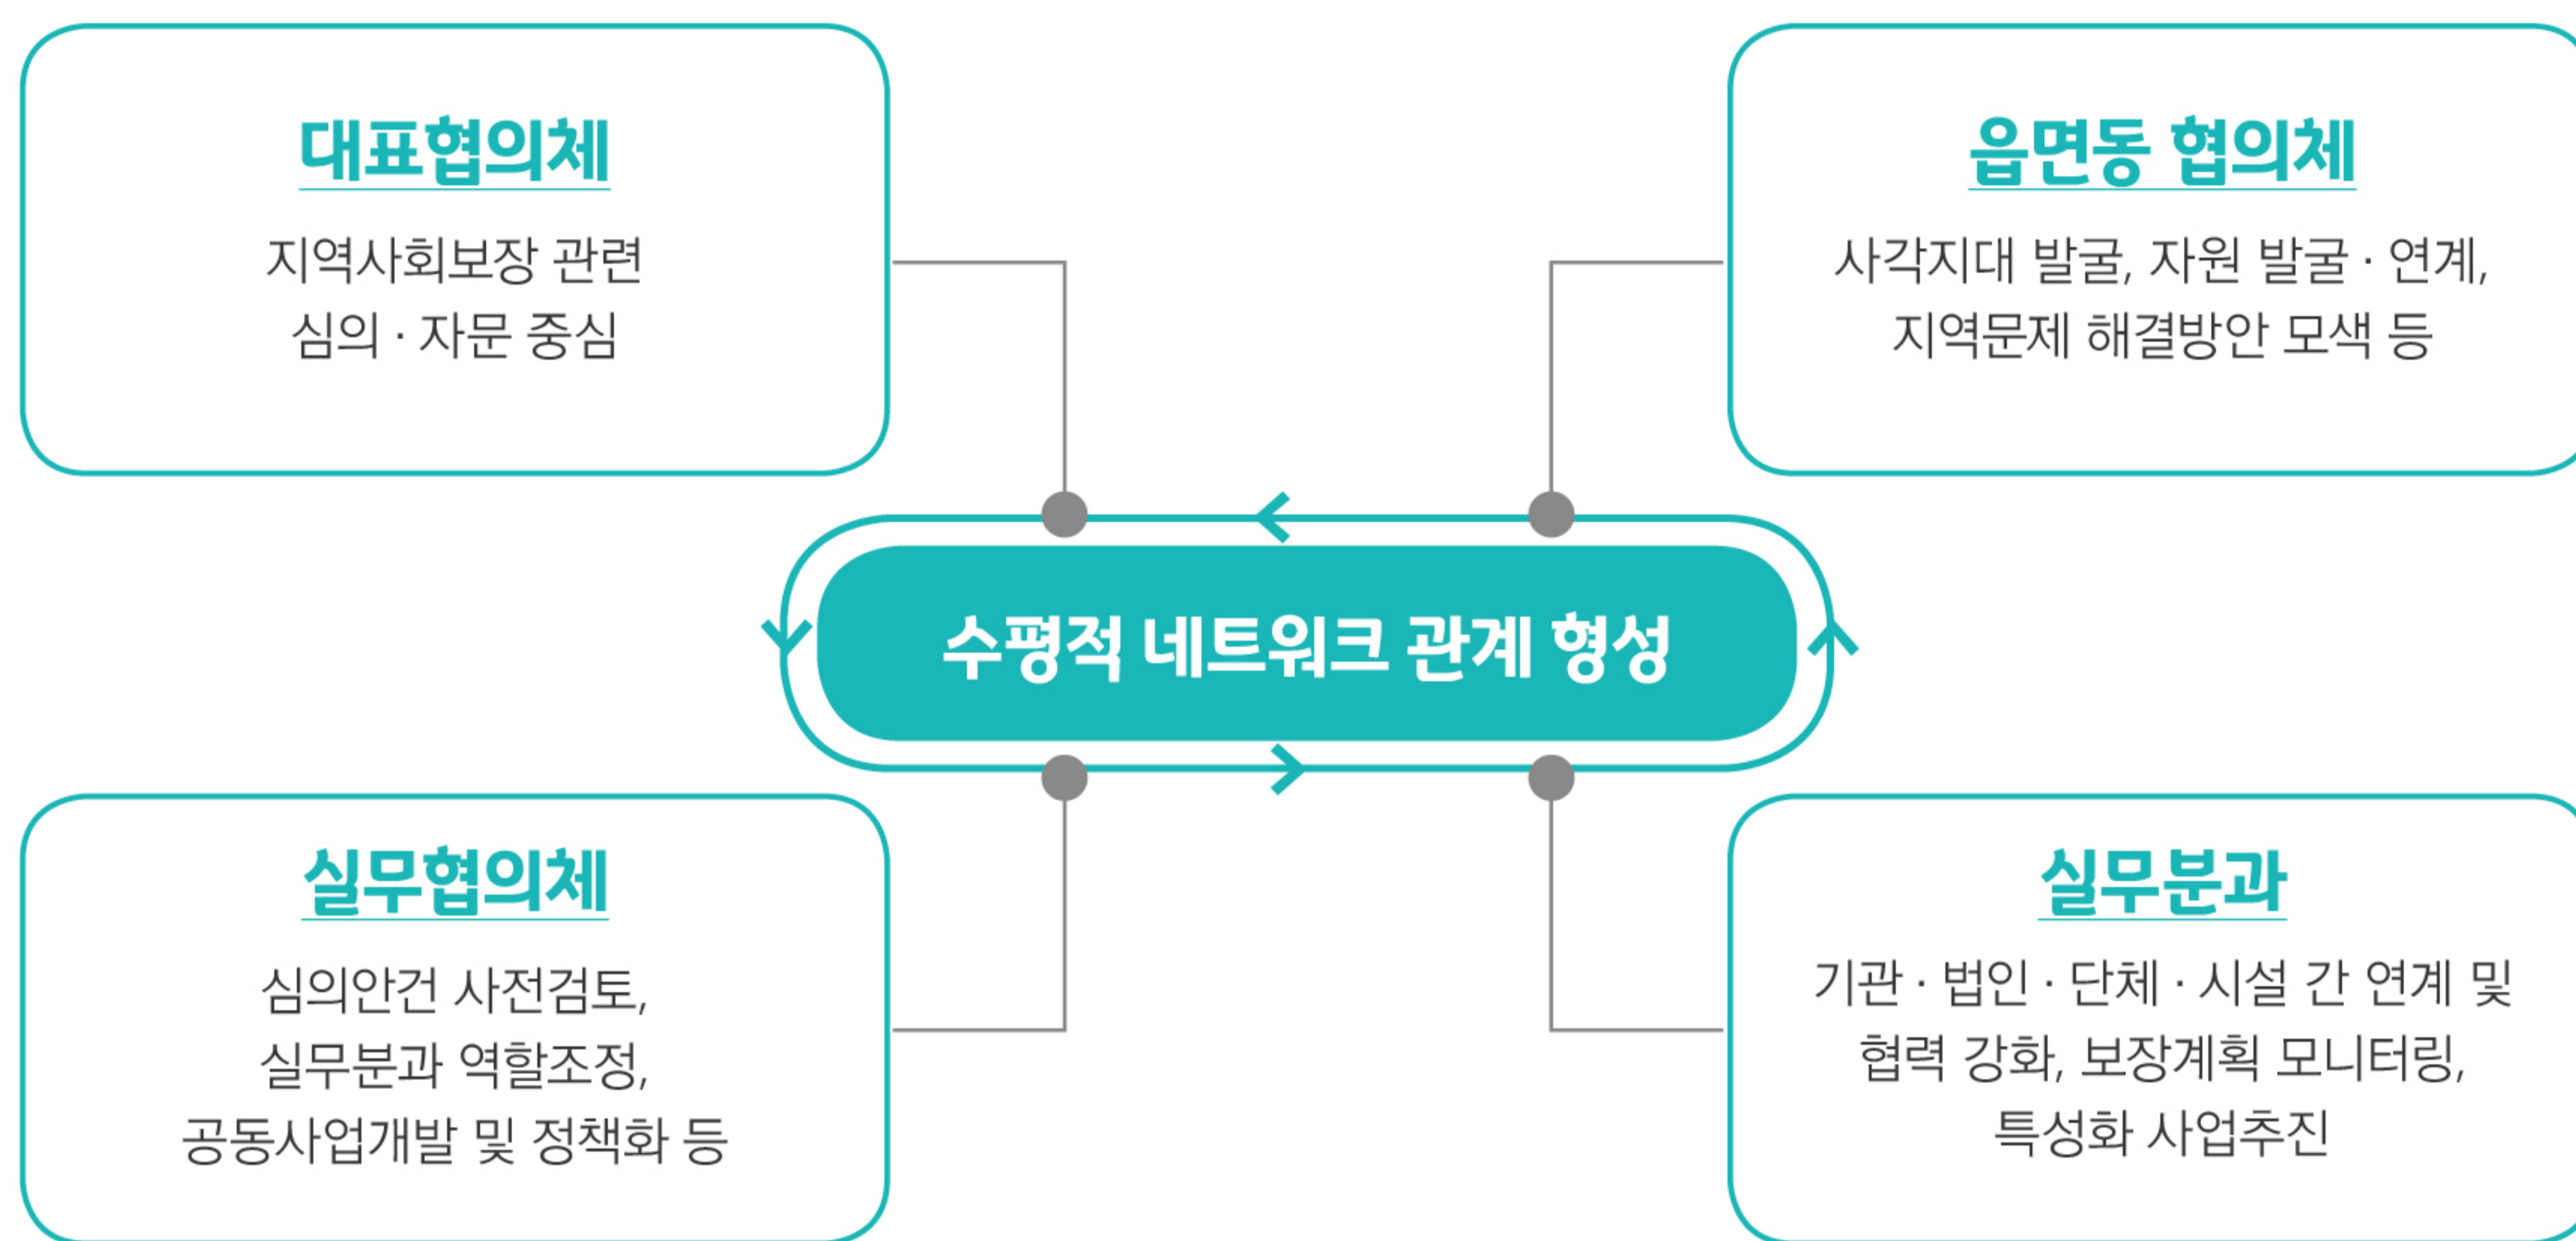 대표협의체
지역사회보장 관련
심의 · 자문 중심
읍면동 협의체
사각지대 발굴, 자원 발굴 · 연계,
지역문제 해결방안 모색 등
수평적 네트워크 관계 형성
실무협의체
심의안건 사전검토,
실무분과 역할조정,
공동사업개발 및 정책화 등
실무분과
기관 · 법인 · 단체 · 시설 간 연계 및
협력 강화, 보장계획 모니터링,
특성화 사업추진